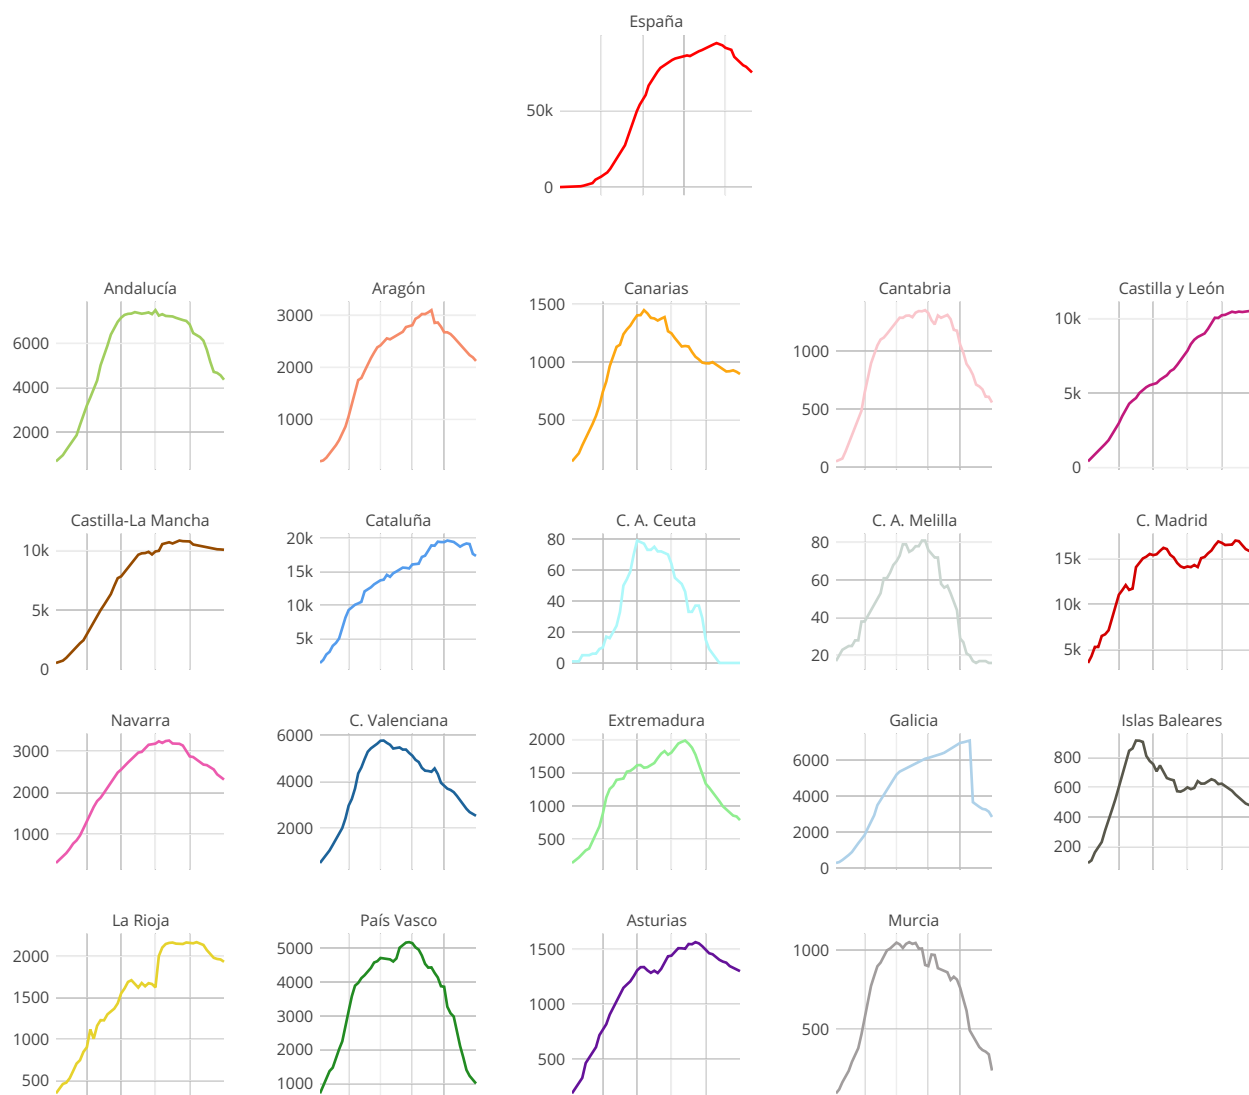 España
50k
0
Andalucía
Aragón
Canarias
Cantabria
Castilla y León
6000
4000
2000
3000
2000
1000
1500
1000
500
1000
500
0
10k
5k
0
Castilla-La Mancha
Cataluña
C. A. Ceuta
C. A. Melilla
C. Madrid
10k
5k
0
20k
15k
10k
5k
80
60
40
20
0
80
60
40
20
15k
10k
5k
Navarra
C. Valenciana
Extremadura
Galicia
Islas Baleares
3000
2000
1000
6000
4000
2000
2000
1500
1000
500
6000
4000
2000
0
800
600
400
200
La Rioja
País Vasco
Asturias
Murcia
2000
1500
1000
500
5000
4000
3000
2000
1000
1500
1000
500
1000
500